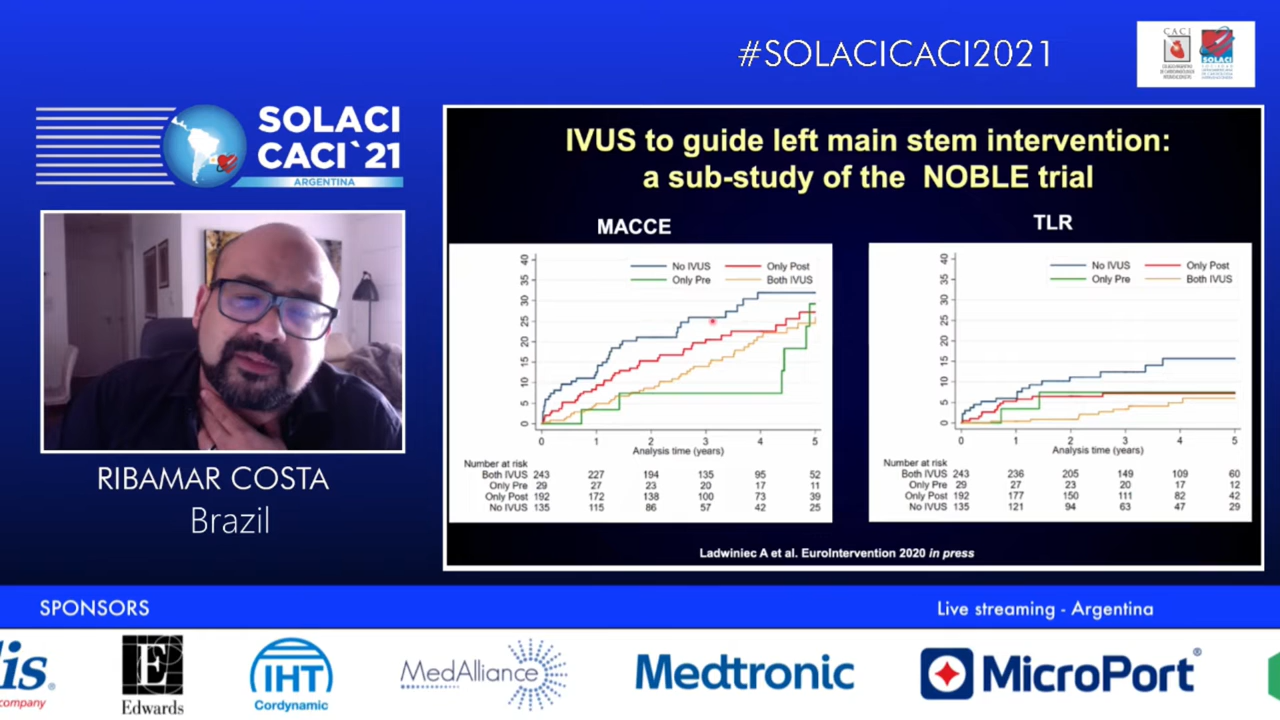 #SOLACICACI2021
CACI
SOLACI
SOLACI
CACI`21
ARGENTINA
RIBAMAR COSTA
Brazil
IVUS to guide left main stem intervention:
a sub-study of the NOBLE trial
MACCE
40
35
30
25
20
15
10
5
0
No IVUS
Only Post
Only Pre
Both IVUS
0 1 2 3 4 5
Analysis time (years)
Number at risk
Both IVUS 243 227 194 135 95 52
Only Pre 29 27 23 20 17 11
Only Post 192 172 138 100 73 39
No IVUS 135 115 86 57 42 25
TLR
40
35
30
25
20
15
10
5
0
No IVUS
Only Post
Only Pre
Both IVUS
0 1 2 3 4 5
Analysis time (years)
Number at risk
Both IVUS 243 236 205 149 109 60
Only Pre 29 27 23 20 17 12
Only Post 192 177 150 111 82 42
No IVUS 135 121 94 63 47 29
Ladwiniec A et al. EuroIntervention 2020 in press
SPONSORS
Live streaming - Argentina
lis®
company
E
Edwards
IHT
Cordynamic
MedAlliance
Medtronic
MicroPort®